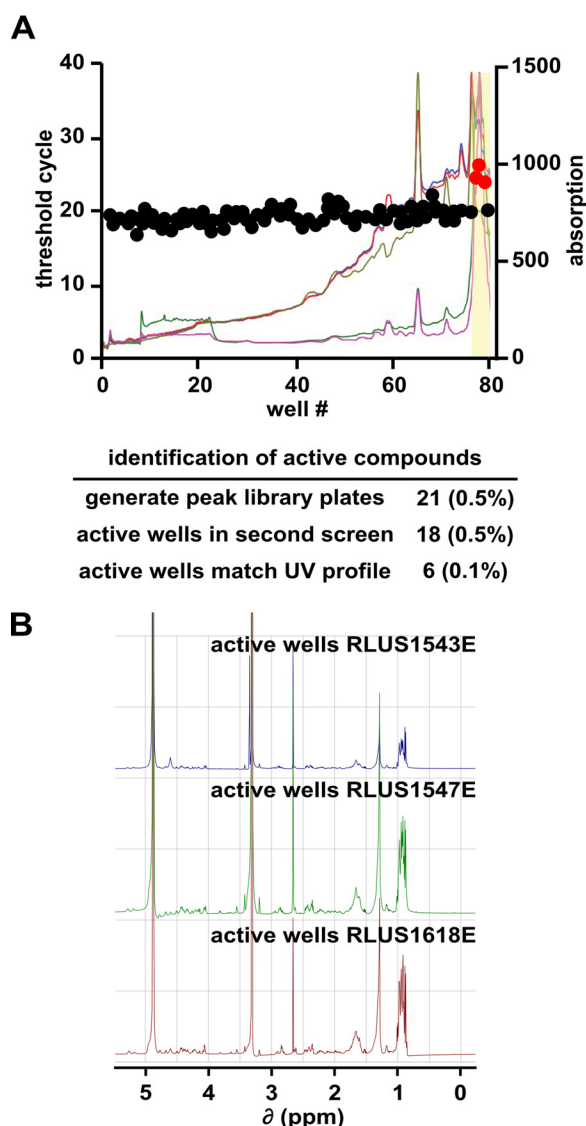 A
40
30
20
10
0
threshold cycle
1500
1000
500
0
absorption
0 20 40 60 80
well #
identification of active compounds
generate peak library plates 21 (0.5%)
active wells in second screen 18 (0.5%)
active wells match UV profile 6 (0.1%)
B
active wells RLUS1543E
active wells RLUS1547E
active wells RLUS1618E
5 4 3 2 1 0
∂ (ppm)